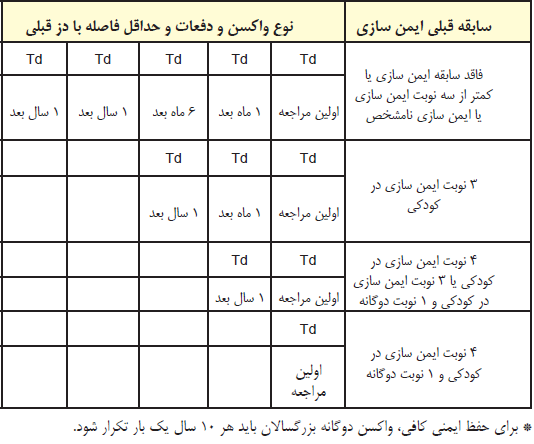 سابقه قبلی ایمن سازی
نوع واکسن و دفعات و حداقل فاصله با دز قبلی
فاقد سابقه ایمن سازی یا
کمتر از سه نوبت ایمن سازی
یا ایمن سازی نامشخص
Td Td Td Td Td
اولین مراجعه ۱ ماه بعد ۶ ماه بعد ۱ سال بعد ۱ سال بعد
۳ نوبت ایمن سازی در
کودکی
Td Td Td
اولین مراجعه ۱ ماه بعد ۱ سال بعد
۴ نوبت ایمن سازی در
کودکی یا ۳ نوبت ایمن سازی
در کودکی و ۱ نوبت دوگانه
Td Td
اولین مراجعه ۱ سال بعد
۴ نوبت ایمن سازی در
کودکی و ۱ نوبت دوگانه
Td
اولین
مراجعه
* برای حفظ ایمنی کافی، واکسن دوگانه بزرگسالان باید هر ۱۰ سال یک بار تکرار شود.